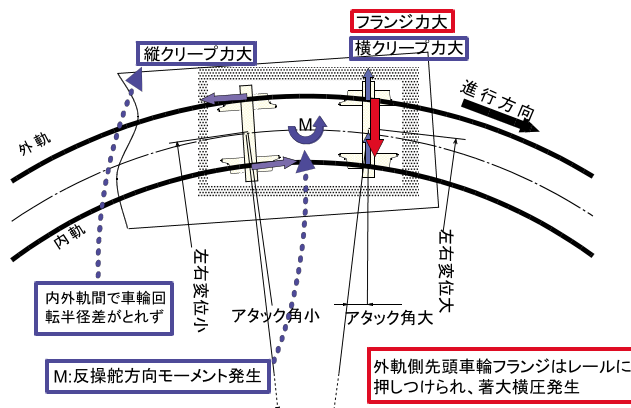 フランジ力大
縦クリープ力大
横クリープ力大
進行方向
外軌
M
内軌
左右変位小
左右変位大
内外軌間で車輪回
転半径差がとれず
アタック角小
アタック角大
M:反操舵方向モーメント発生
外軌側先頭車輪フランジはレールに
押しつけられ、著大横圧発生